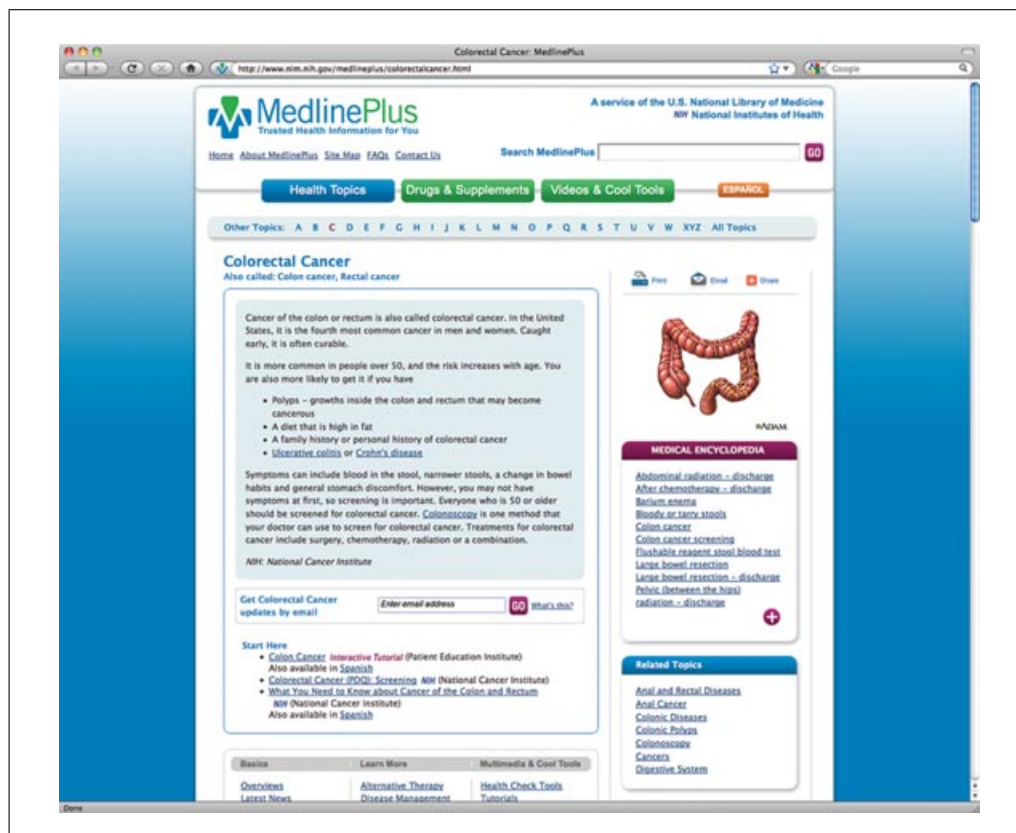 Colorectal Cancer: MedlinePlus
http://www.nlm.nih.gov/medlineplus/colorectalcancer.html
Google
MedlinePlus
Trusted Health Information for You
A service of the U.S. National Library of Medicine
NIH National Institutes of Health
Home About MedlinePlus Site Map FAQs Contact Us
Search MedlinePlus
GO
Health Topics
Drugs & Supplements
Videos & Cool Tools
ESPAÑOL
Other Topics: A B C D E F G H I J K L M N O P Q R S T U V W XYZ All Topics
Colorectal Cancer
Also called: Colon cancer, Rectal cancer
Cancer of the colon or rectum is also called colorectal cancer. In the United
States, it is the fourth most common cancer in men and women. Caught
early, it is often curable.
It is more common in people over 50, and the risk increases with age. You
are also more likely to get it if you have
• Polyps – growths inside the colon and rectum that may become
cancerous
• A diet that is high in fat
• A family history or personal history of colorectal cancer
• Ulcerative colitis or Crohn's disease
Symptoms can include blood in the stool, narrower stools, a change in bowel
habits and general stomach discomfort. However, you may not have
symptoms at first, so screening is important. Everyone who is 50 or older
should be screened for colorectal cancer. Colonoscopy is one method that
your doctor can use to screen for colorectal cancer. Treatments for colorectal
cancer include surgery, chemotherapy, radiation or a combination.
NIH: National Cancer Institute
Get Colorectal Cancer
updates by email
Enter email address
GO
What's this?
Start Here
• Colon Cancer Interactive Tutorial (Patient Education Institute)
Also available in Spanish
• Colorectal Cancer (PDQ): Screening NIH (National Cancer Institute)
• What You Need to Know about Cancer of the Colon and Rectum
NIH (National Cancer Institute)
Also available in Spanish
Basics
Learn More
Multimedia & Cool Tools
Overviews
Alternative Therapy
Health Check Tools
Latest News
Disease Management
Tutorials
Print
Email
Share
ADAM
MEDICAL ENCYCLOPEDIA
Abdominal radiation – discharge
After chemotherapy – discharge
Barium enema
Bloody or tarry stools
Colon cancer
Colon cancer screening
Flushable reagent stool blood test
Large bowel resection
Large bowel resection – discharge
Pelvic (between the hips)
radiation – discharge
Related Topics
Anal and Rectal Diseases
Anal Cancer
Colonic Diseases
Colonic Polyps
Colonoscopy
Cancers
Digestive System
Done